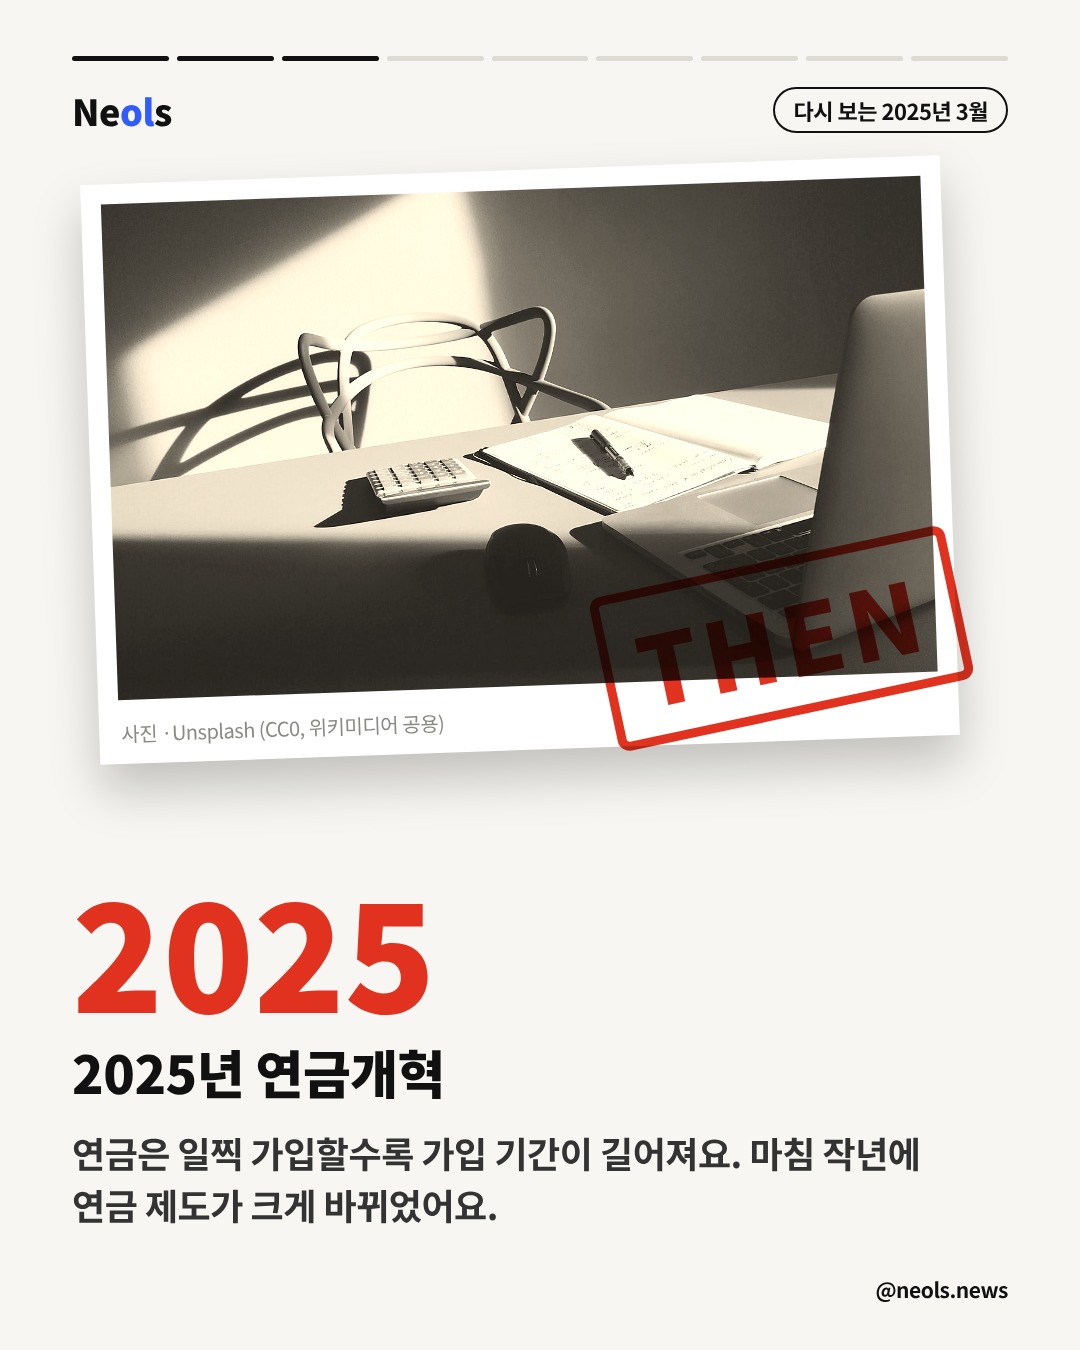 Neols
다시 보는 2025년 3월
THEN
사진 · Unsplash (CC0, 위키미디어 공용)
2025
2025년 연금개혁
연금은 일찍 가입할수록 가입 기간이 길어져요. 마침 작년에
연금 제도가 크게 바뀌었어요.
@neols.news